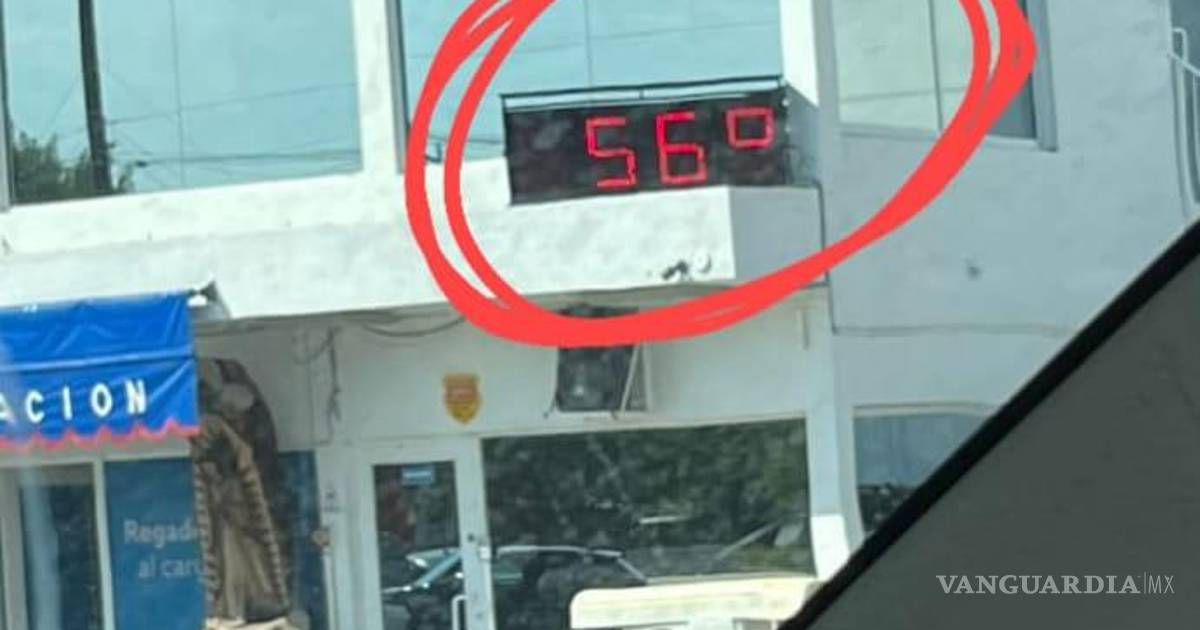 56°
ACION
Regad
al car
VANGUARDIA|MX